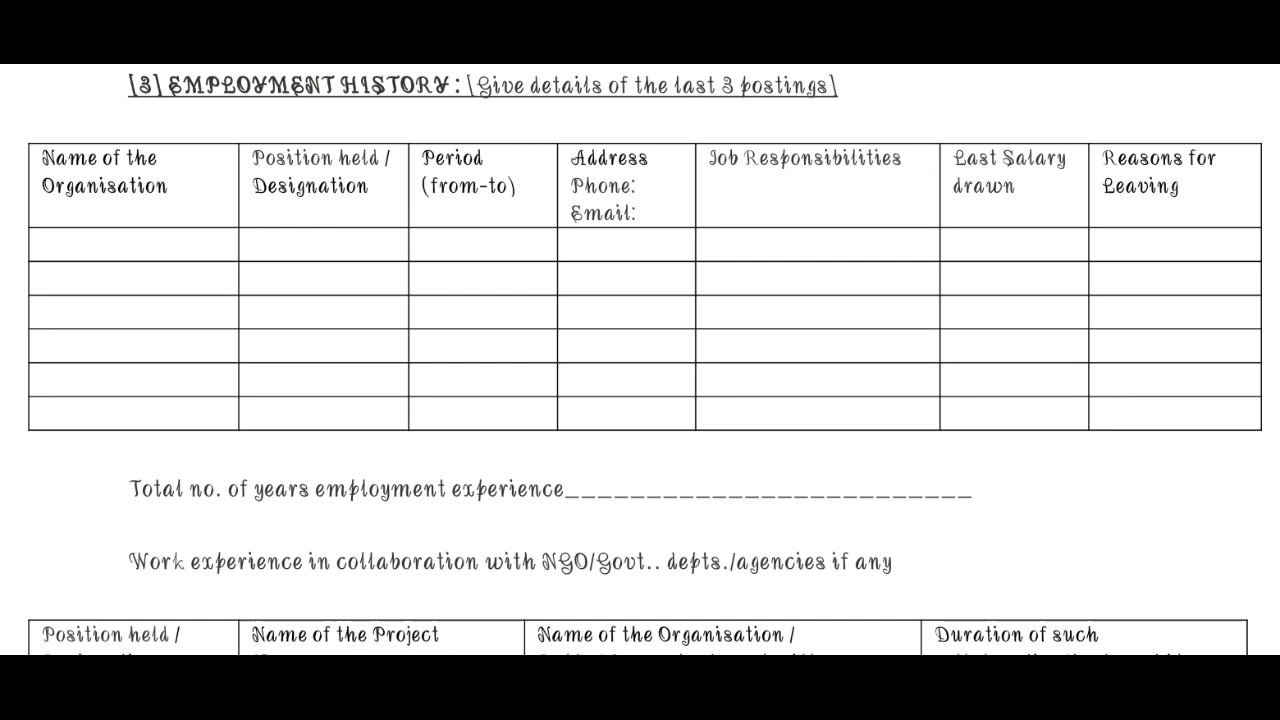 [3] EMPLOYMENT HISTORY : [Give details of the last 3 postings]
Name of the Organisation
Position held / Designation
Period (from-to)
Address Phone: Email:
Job Responsibilities
Last Salary drawn
Reasons for Leaving
Total no. of years employment experience_________________________
Work experience in collaboration with NGO/Govt.. depts./agencies if any
Position held /
Name of the Project
Name of the Organisation /
Duration of such